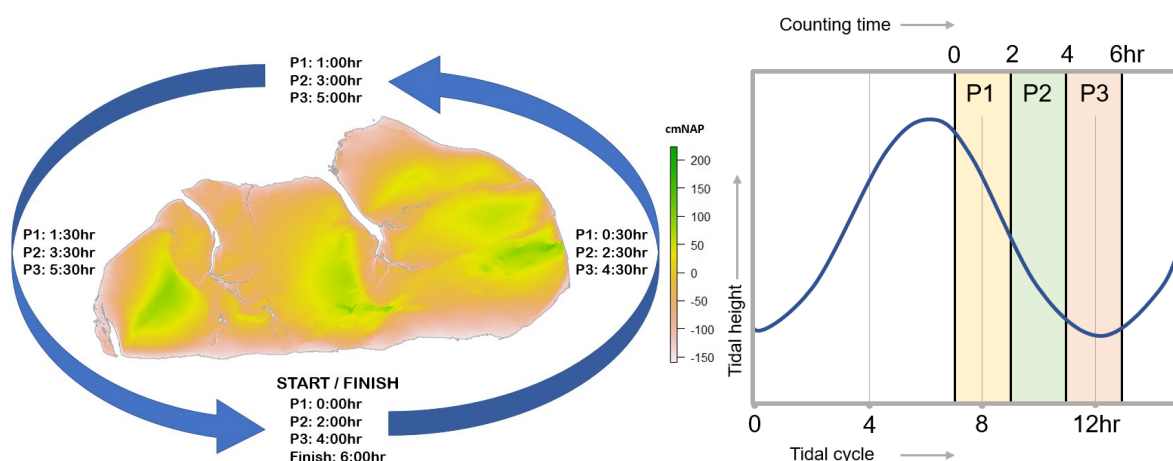 P1: 1:00hr
P2: 3:00hr
P3: 5:00hr
cmNAP
200
150
100
50
0
-50
-100
-150
P1: 1:30hr
P2: 3:30hr
P3: 5:30hr
P1: 0:30hr
P2: 2:30hr
P3: 4:30hr
START / FINISH
P1: 0:00hr
P2: 2:00hr
P3: 4:00hr
Finish: 6:00hr
Counting time
0 2 4 6hr
P1 P2 P3
Tidal height
0 4 8 12hr
Tidal cycle